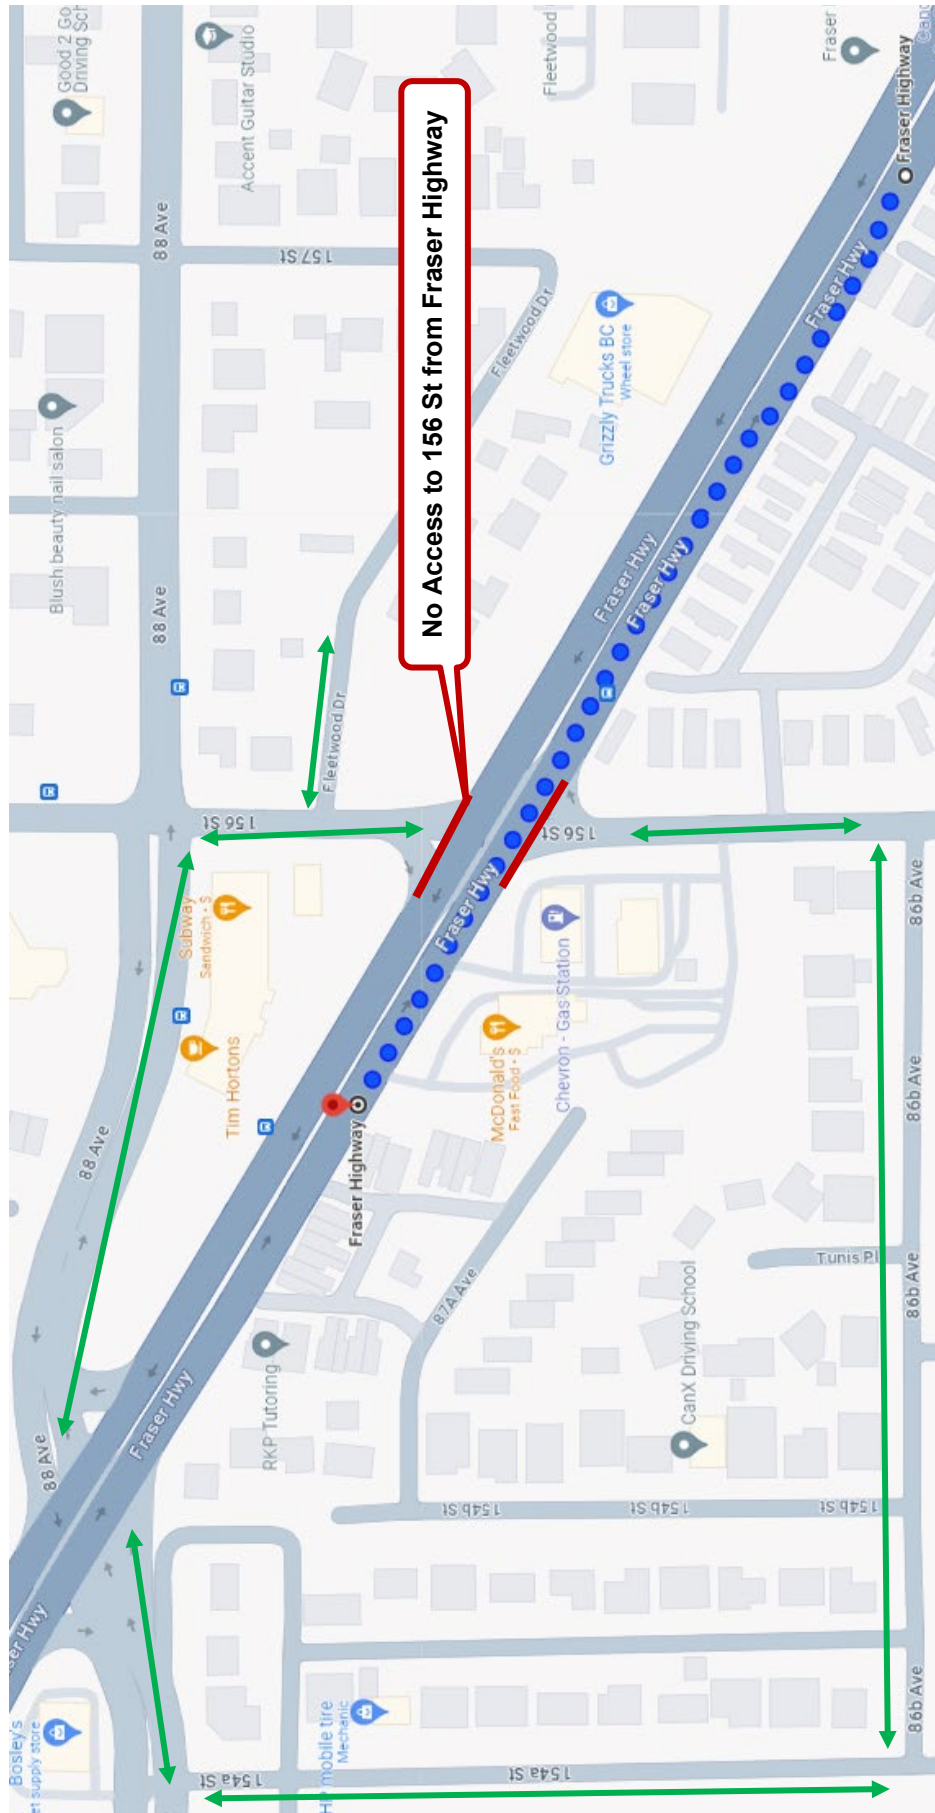 Bosley's
et supply store
ser Hwy
88 Ave
Blush beauty nail salon
Good 2 Go
Driving Sch
88 Ave
88 Ave
88 Ave
Subway
Sandwich • $
Tim Hortons
156 St
157 St
Accent Guitar Studio
154a St
Fraser Hwy
RKP Tutoring
HP mobile tire
Mechanic
Fleetwood Dr
Fleetwood Dr
No Access to 156 St from Fraser Highway
Fraser Highway
Fraser Hwy
87A Ave
154b St
154a St
McDonald's
Fast Food • $
Chevron - Gas Station
156 St
Fraser Hwy
Fraser Hwy
Grizzly Trucks BC
Wheel store
Fleetwood
154b St
CanX Driving School
Fraser Hwy
Fraser
Fraser Highway
154b St
Tunis Pl
86b Ave
86b Ave
86b Ave
86b Ave